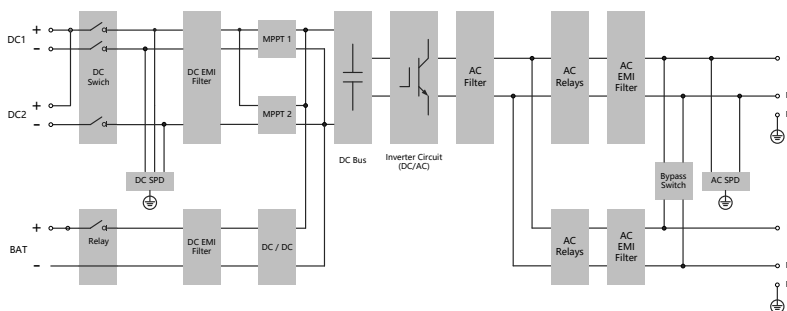 DC1
+
-
DC2
+
-
DC
Swich
DC EMI
Filter
MPPT 1
MPPT 2
DC SPD
DC Bus
Inverter Circuit
(DC/AC)
AC
Filter
AC
Relays
AC
EMI
Filter
Bypass
Switch
AC SPD
BAT
+
-
Relay
DC EMI
Filter
DC / DC
AC
Relays
AC
EMI
Filter